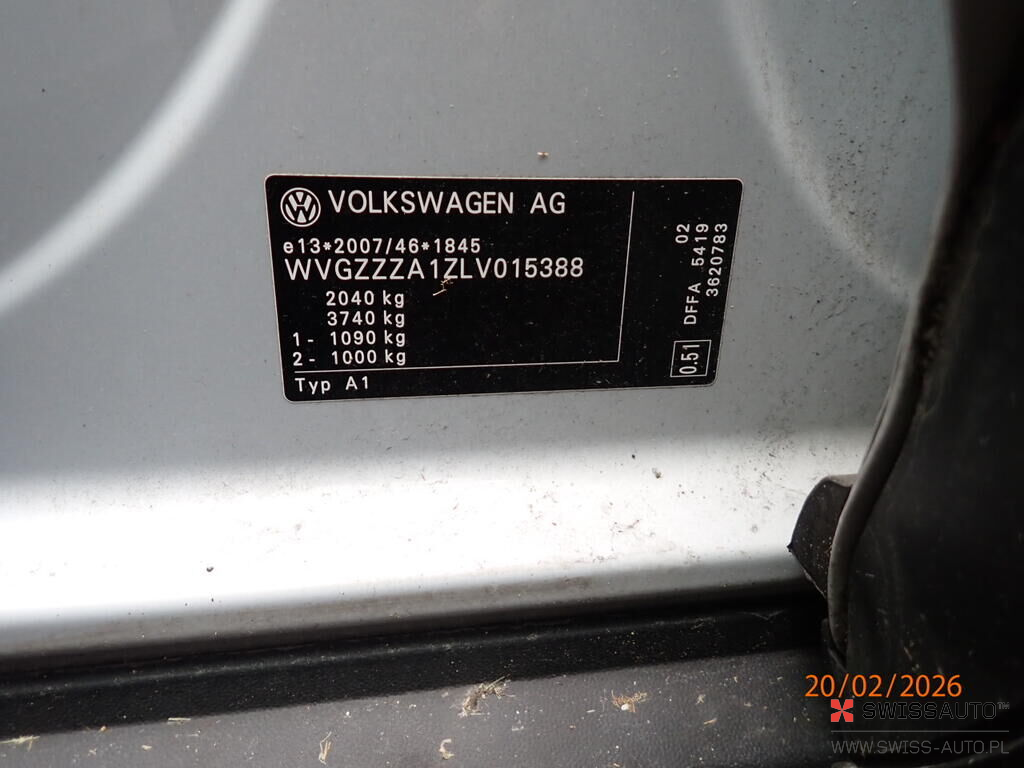 VOLKSWAGEN AG
e13*2007/46*1845
WVGZZZA1ZLV015388
2040 kg
3740 kg
1- 1090 kg
2- 1000 kg
Typ A1
02
DFFA 5419
3620783
0.51
20/02/2026
SWISSAUTO™
WWW.SWISS-AUTO.PL